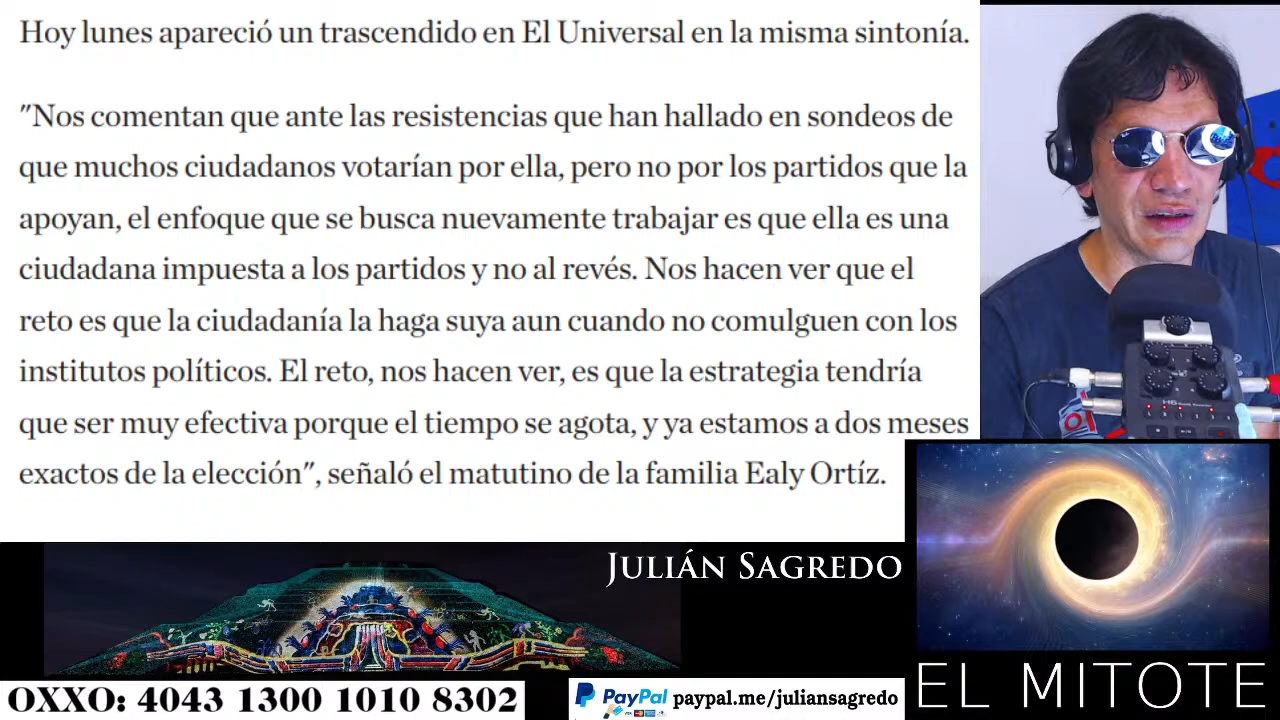 Hoy lunes apareció un trascendido en El Universal en la misma sintonía.
"Nos comentan que ante las resistencias que han hallado en sondeos de
que muchos ciudadanos votarían por ella, pero no por los partidos que la
apoyan, el enfoque que se busca nuevamente trabajar es que ella es una
ciudadana impuesta a los partidos y no al revés. Nos hacen ver que el
reto es que la ciudadanía la haga suya aun cuando no comulguen con los
institutos políticos. El reto, nos hacen ver, es que la estrategia tendría
que ser muy efectiva porque el tiempo se agota, y ya estamos a dos meses
exactos de la elección", señaló el matutino de la familia Ealy Ortíz.
H6
JULIÁN SAGREDO
EL MITOTE
OXXO: 4043 1300 1010 8302
PayPal paypal.me/juliansagredo